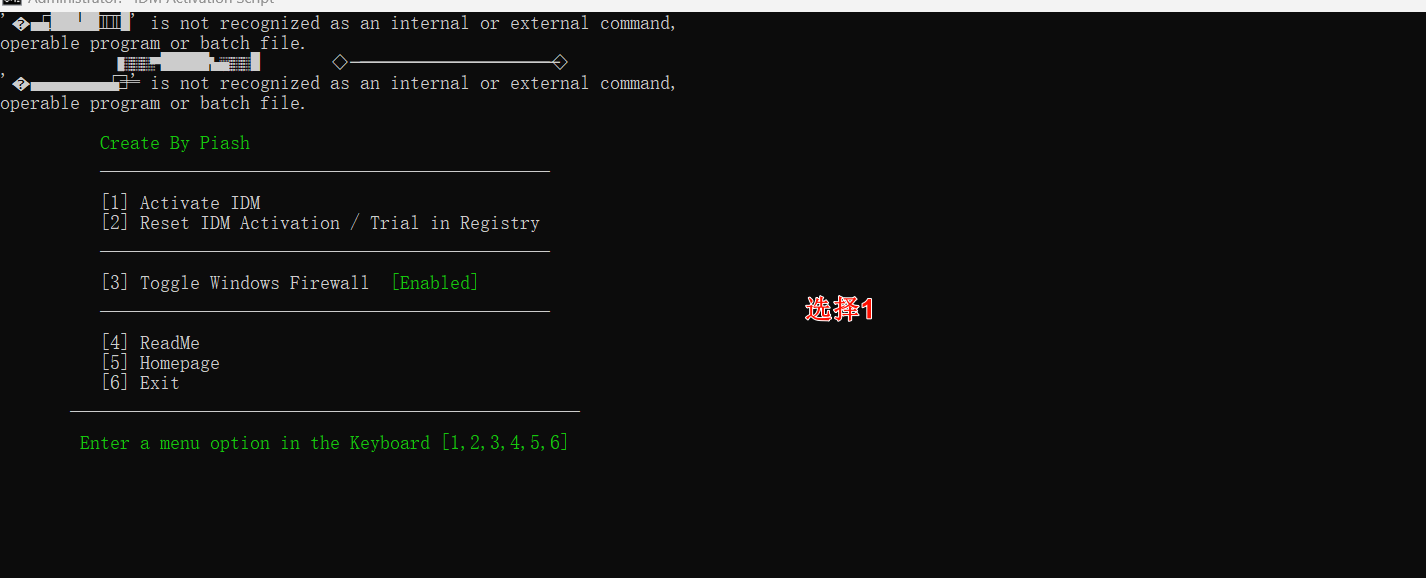 Administrator: IDM Activation Script
' is not recognized as an internal or external command,
operable program or batch file.
' is not recognized as an internal or external command,
operable program or batch file.
Create By Piash
[1] Activate IDM
[2] Reset IDM Activation / Trial in Registry
[3] Toggle Windows Firewall [Enabled]
选择1
[4] ReadMe
[5] Homepage
[6] Exit
Enter a menu option in the Keyboard [1,2,3,4,5,6]